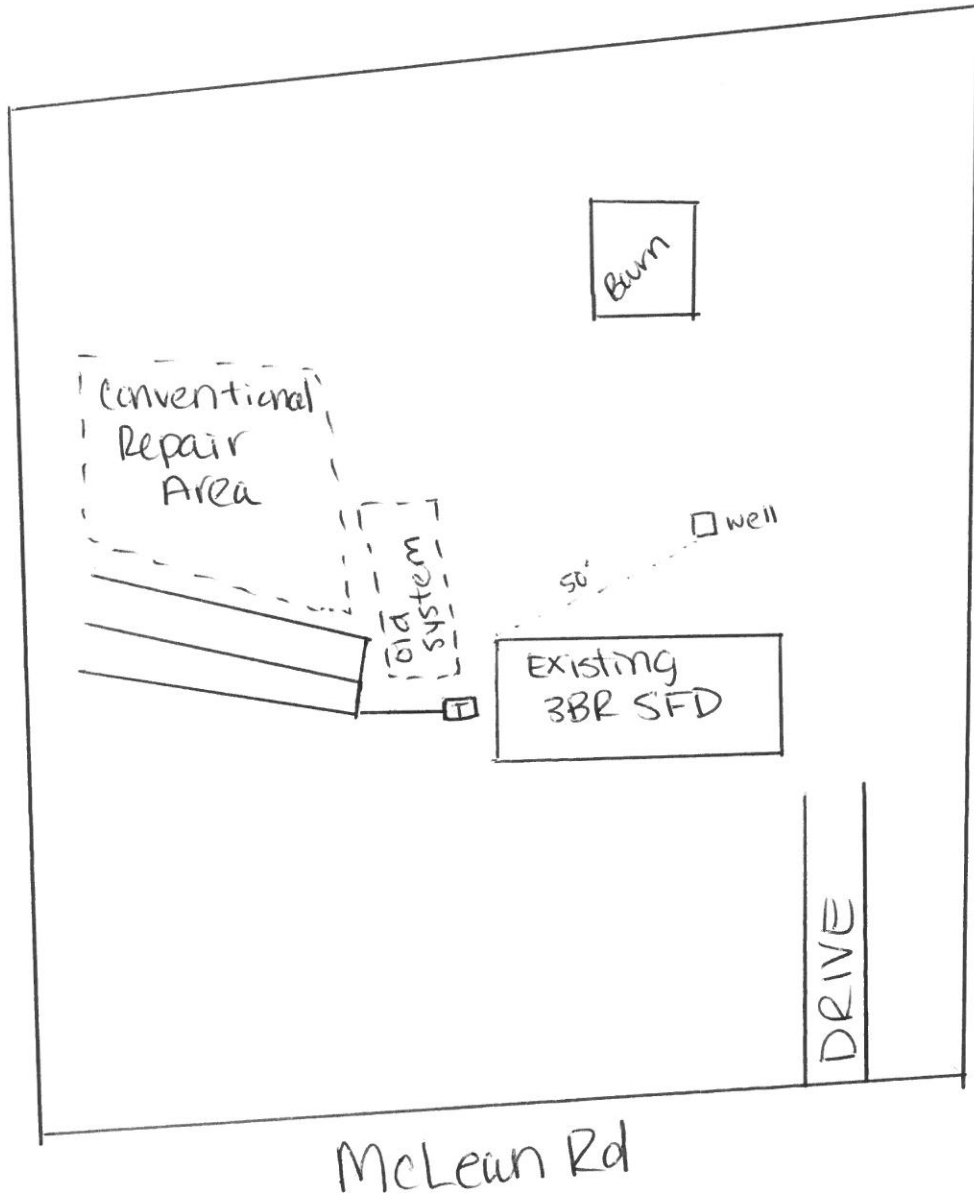 Barn
Conventional
Repair
Area
old
system
well
50'
T
Existing
3BR SFD
DRIVE
McLean Rd